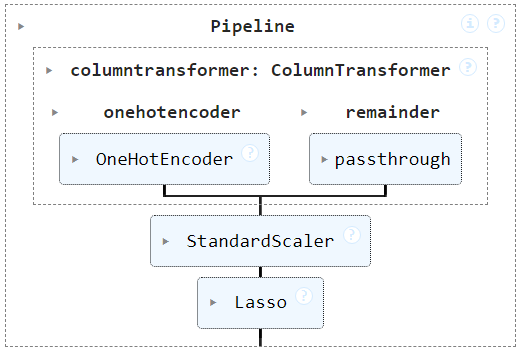 Pipeline i ?
columntransformer: ColumnTransformer ?
onehotencoder remainder
OneHotEncoder ? passthrough
StandardScaler ?
Lasso ?